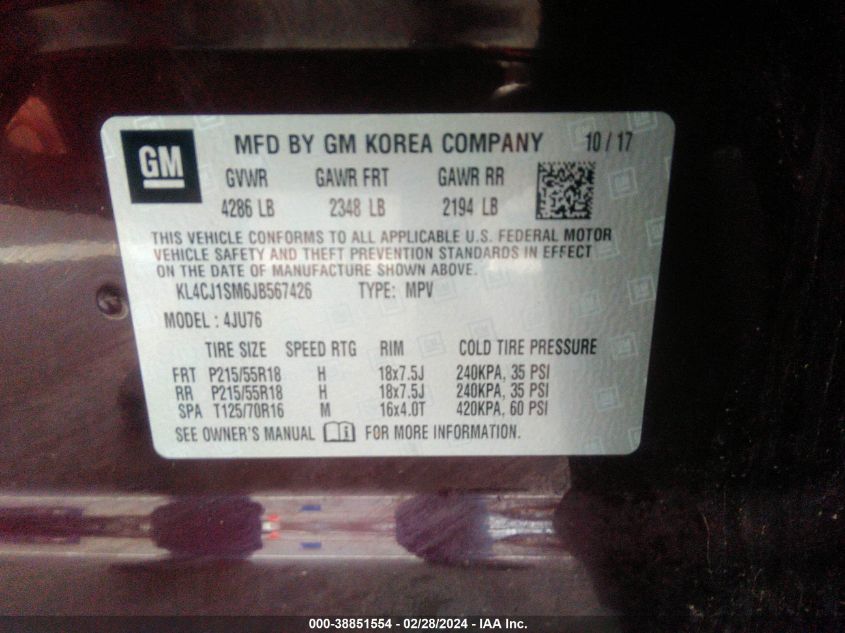 GM
MFD BY GM KOREA COMPANY 10 / 17
GVWR GAWR FRT GAWR RR
4286 LB 2348 LB 2194 LB
THIS VEHICLE CONFORMS TO ALL APPLICABLE U.S. FEDERAL MOTOR
VEHICLE SAFETY AND THEFT PREVENTION STANDARDS IN EFFECT
ON THE DATE OF MANUFACTURE SHOWN ABOVE.
KL4CJ1SM6JB567426 TYPE: MPV
MODEL : 4JU76
TIRE SIZE SPEED RTG RIM COLD TIRE PRESSURE
FRT P215/55R18 H 18x7.5J 240KPA, 35 PSI
RR P215/55R18 H 18x7.5J 240KPA, 35 PSI
SPA T125/70R16 M 16x4.0T 420KPA, 60 PSI
SEE OWNER'S MANUAL FOR MORE INFORMATION.
000-38851554 - 02/28/2024 - IAA Inc.